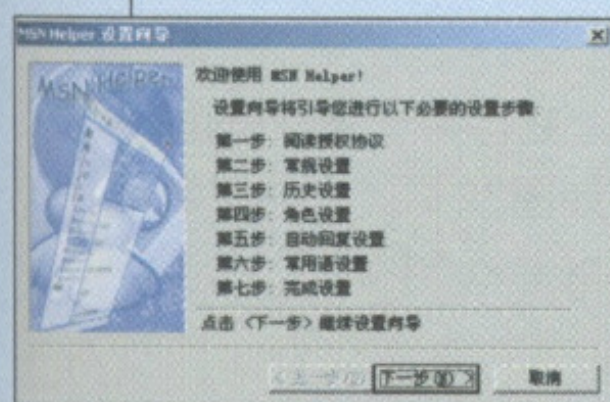 MSN Helper 设置向导
MSN Helper
欢迎使用 MSN Helper!
设置向导将引导您进行以下必要的设置步骤:
第一步: 阅读授权协议
第二步: 常规设置
第三步: 历史设置
第四步: 角色设置
第五步: 自动回复设置
第六步: 常用语设置
第七步: 完成设置
点击 〈下一步〉 继续设置向导
下一步(N) >
取消